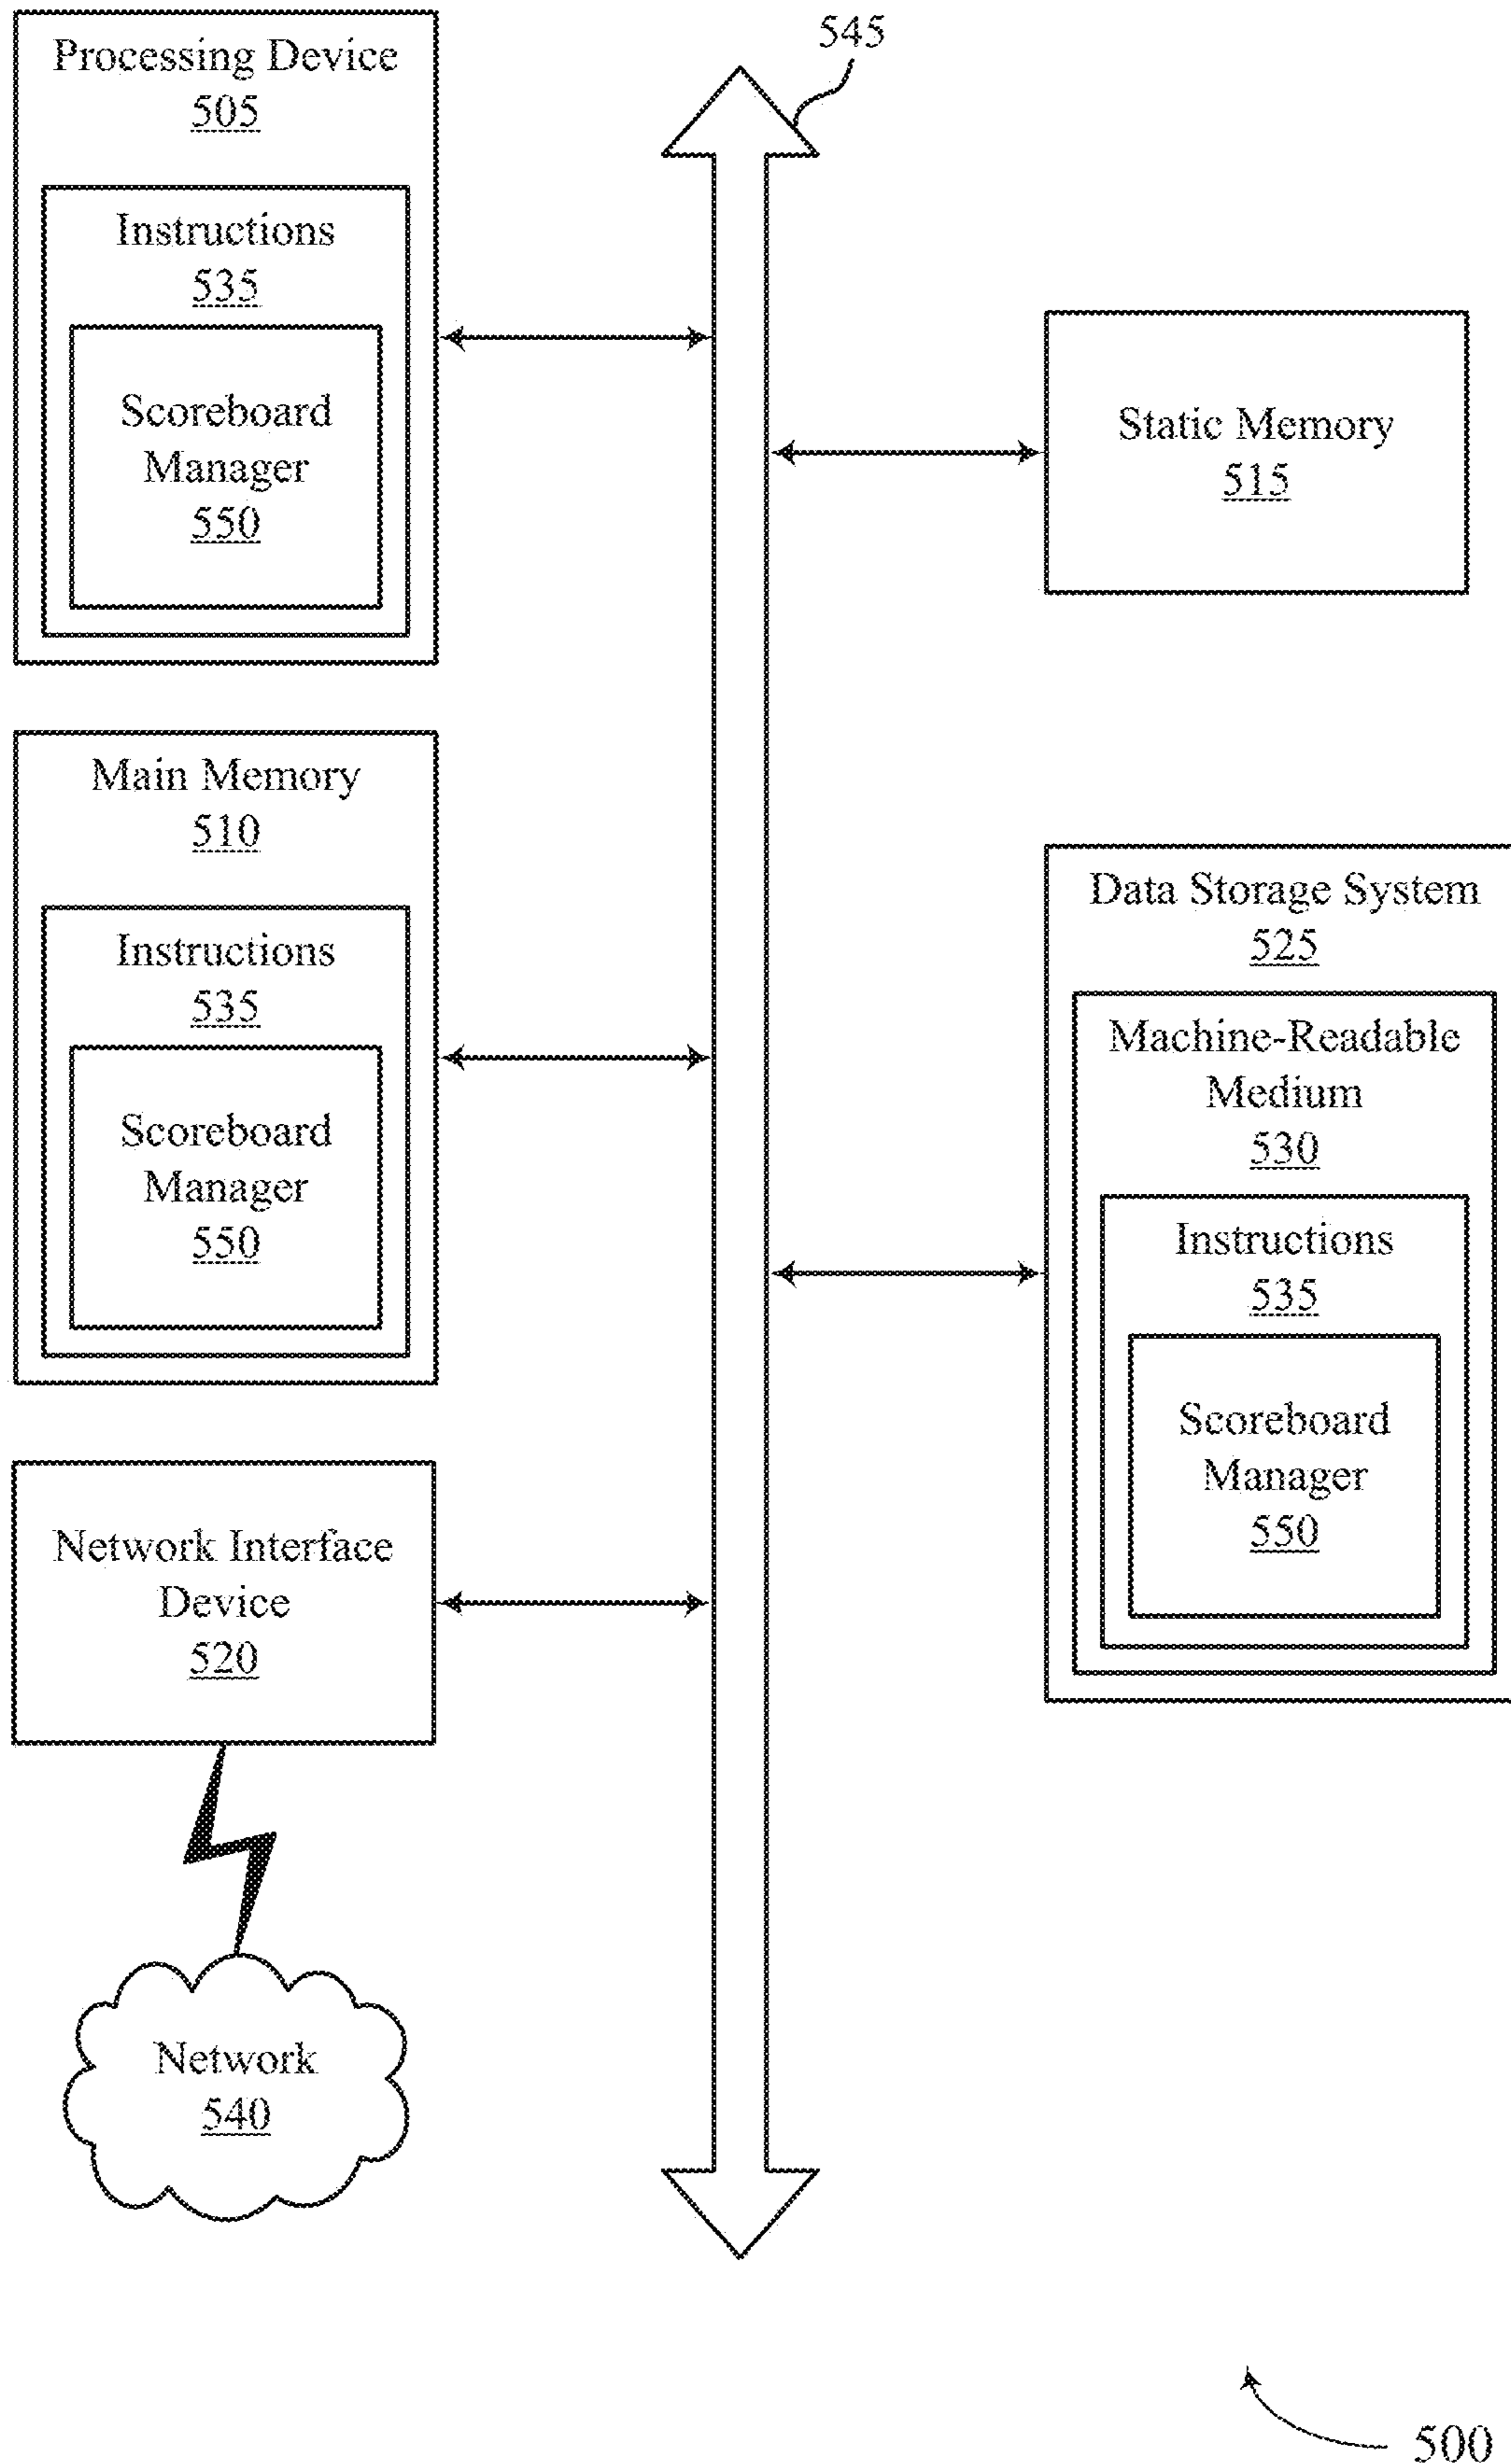 Processing Device
505
Instructions
535
Scoreboard
Manager
550
545
Static Memory
515
Main Memory
510
Instructions
535
Scoreboard
Manager
550
Data Storage System
525
Machine-Readable
Medium
530
Instructions
535
Scoreboard
Manager
550
Network Interface
Device
520
Network
540
500